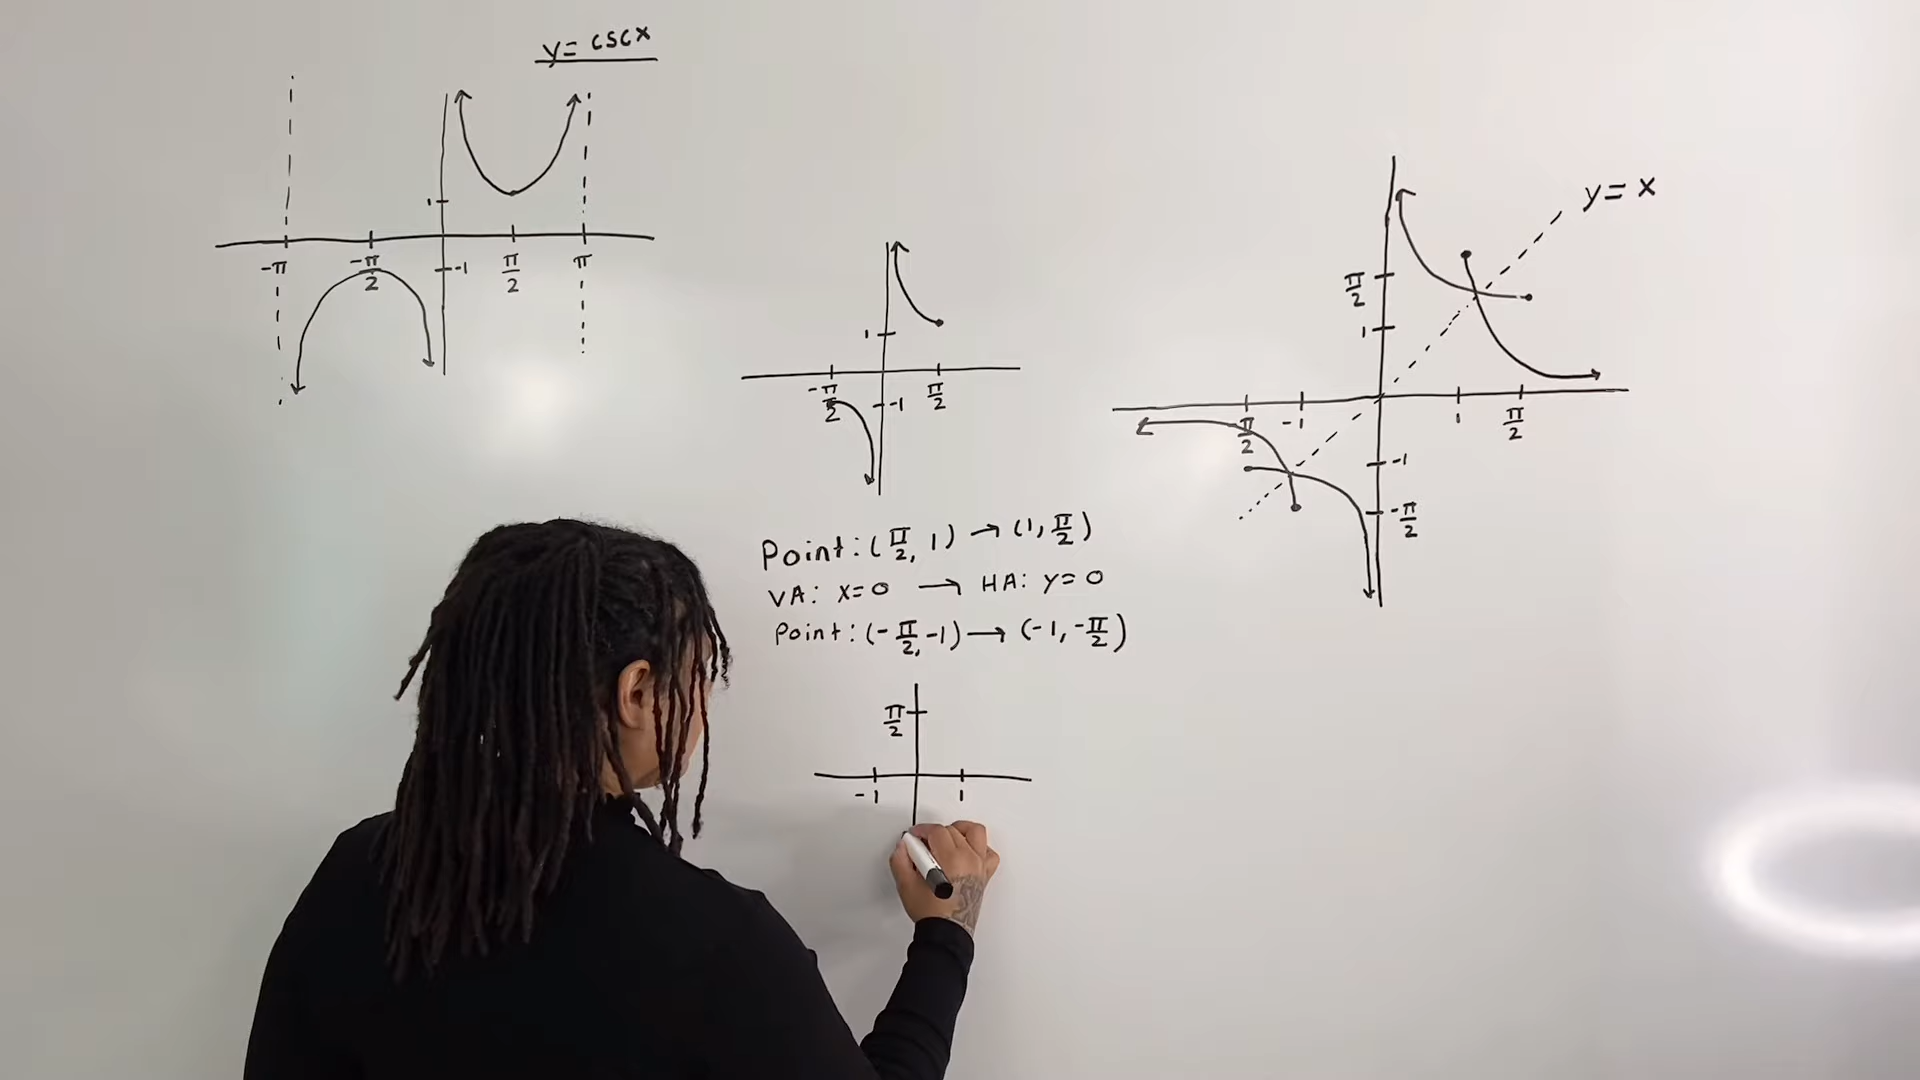 y = csc x
1
-π
-π/2
-1
π/2
π
1
-π/2
-1
π/2
Point: (π/2, 1) → (1, π/2)
VA: x=0 → HA: y=0
Point: (-π/2, -1) → (-1, -π/2)
π/2
-1
1
y = x
π/2
1
π/2
-1
1
π/2
-1
-π/2